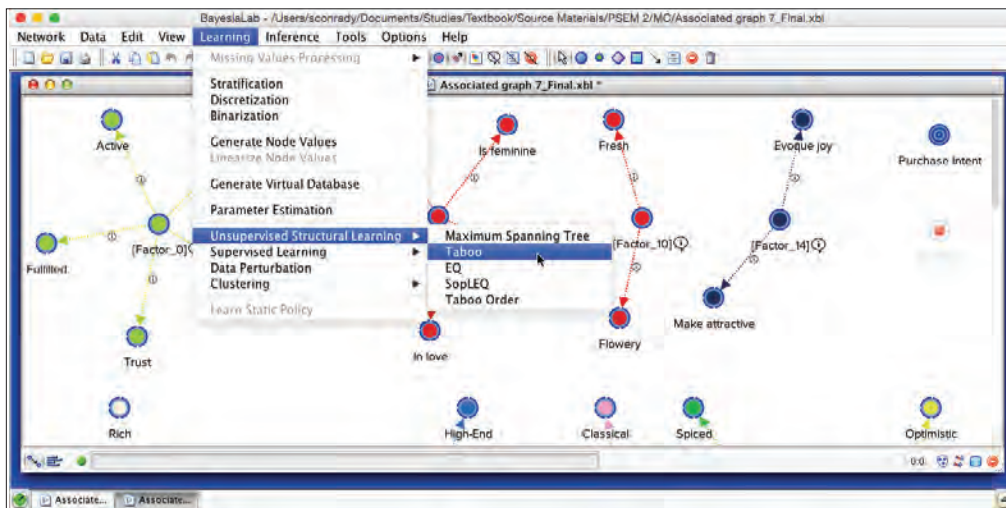 BayesiaLab - /Users/sconrady/Documents/Studies/Textbook/Source Materials/PSEM 2/MC/Associated graph 7_Final.xbl
Network Data Edit View Learning Inference Tools Options Help
Missing Values Processing
Associated graph 7_Final.xbl *
Stratification
Discretization
Binarization
Generate Node Values
Linearize Node Values
Generate Virtual Database
Parameter Estimation
Unsupervised Structural Learning
Supervised Learning
Data Perturbation
Clustering
Learn Static Policy
Maximum Spanning Tree
Taboo
EQ
SopLEQ
Taboo Order
Active
Is feminine
Fresh
Evoque joy
Purchase Intent
[Factor_0]
[Factor_10]
[Factor_14]
Fulfilled
Make attractive
Trust
In love
Flowery
Rich
High-End
Classical
Spiced
Optimistic
0:0
Associate... Associate...